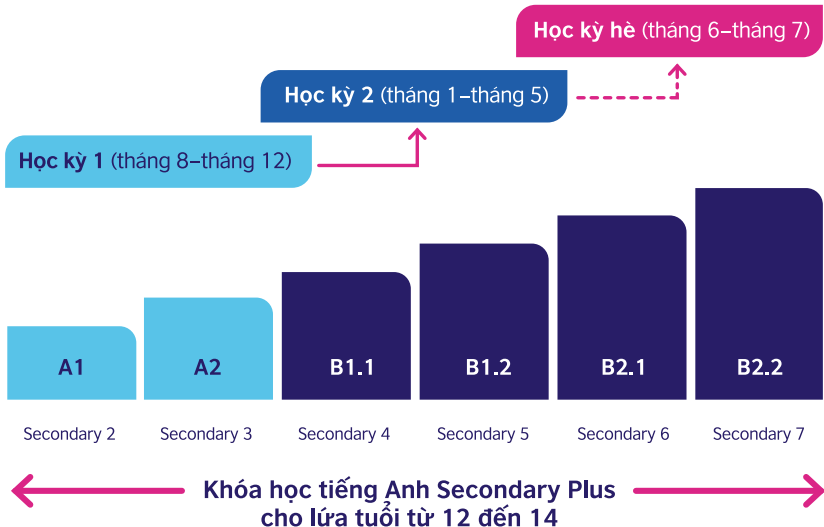 Học kỳ hè (tháng 6–tháng 7)
Học kỳ 2 (tháng 1–tháng 5)
Học kỳ 1 (tháng 8–tháng 12)
A1
A2
B1.1
B1.2
B2.1
B2.2
Secondary 2
Secondary 3
Secondary 4
Secondary 5
Secondary 6
Secondary 7
Khóa học tiếng Anh Secondary Plus
cho lứa tuổi từ 12 đến 14